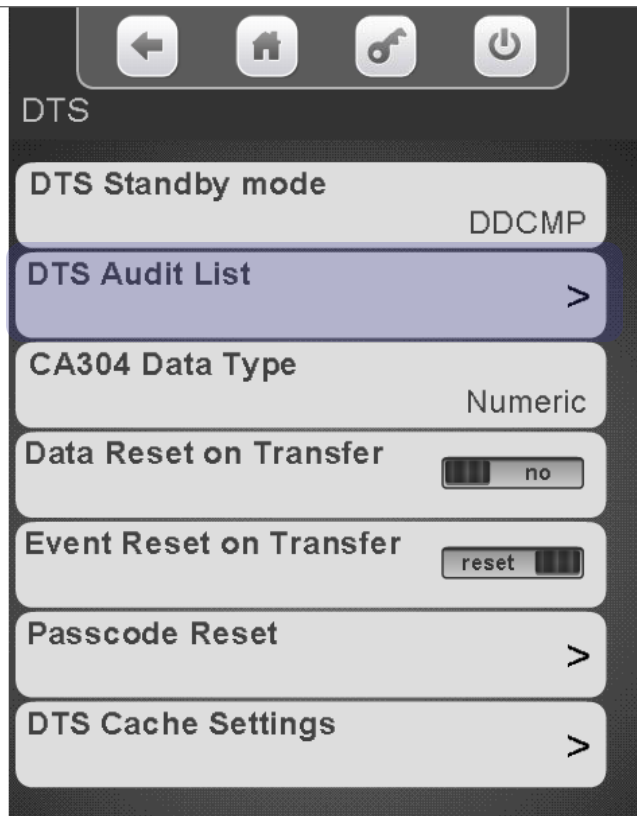 DTS
DTS Standby mode
DDCMP
DTS Audit List
>
CA304 Data Type
Numeric
Data Reset on Transfer
no
Event Reset on Transfer
reset
Passcode Reset
>
DTS Cache Settings
>